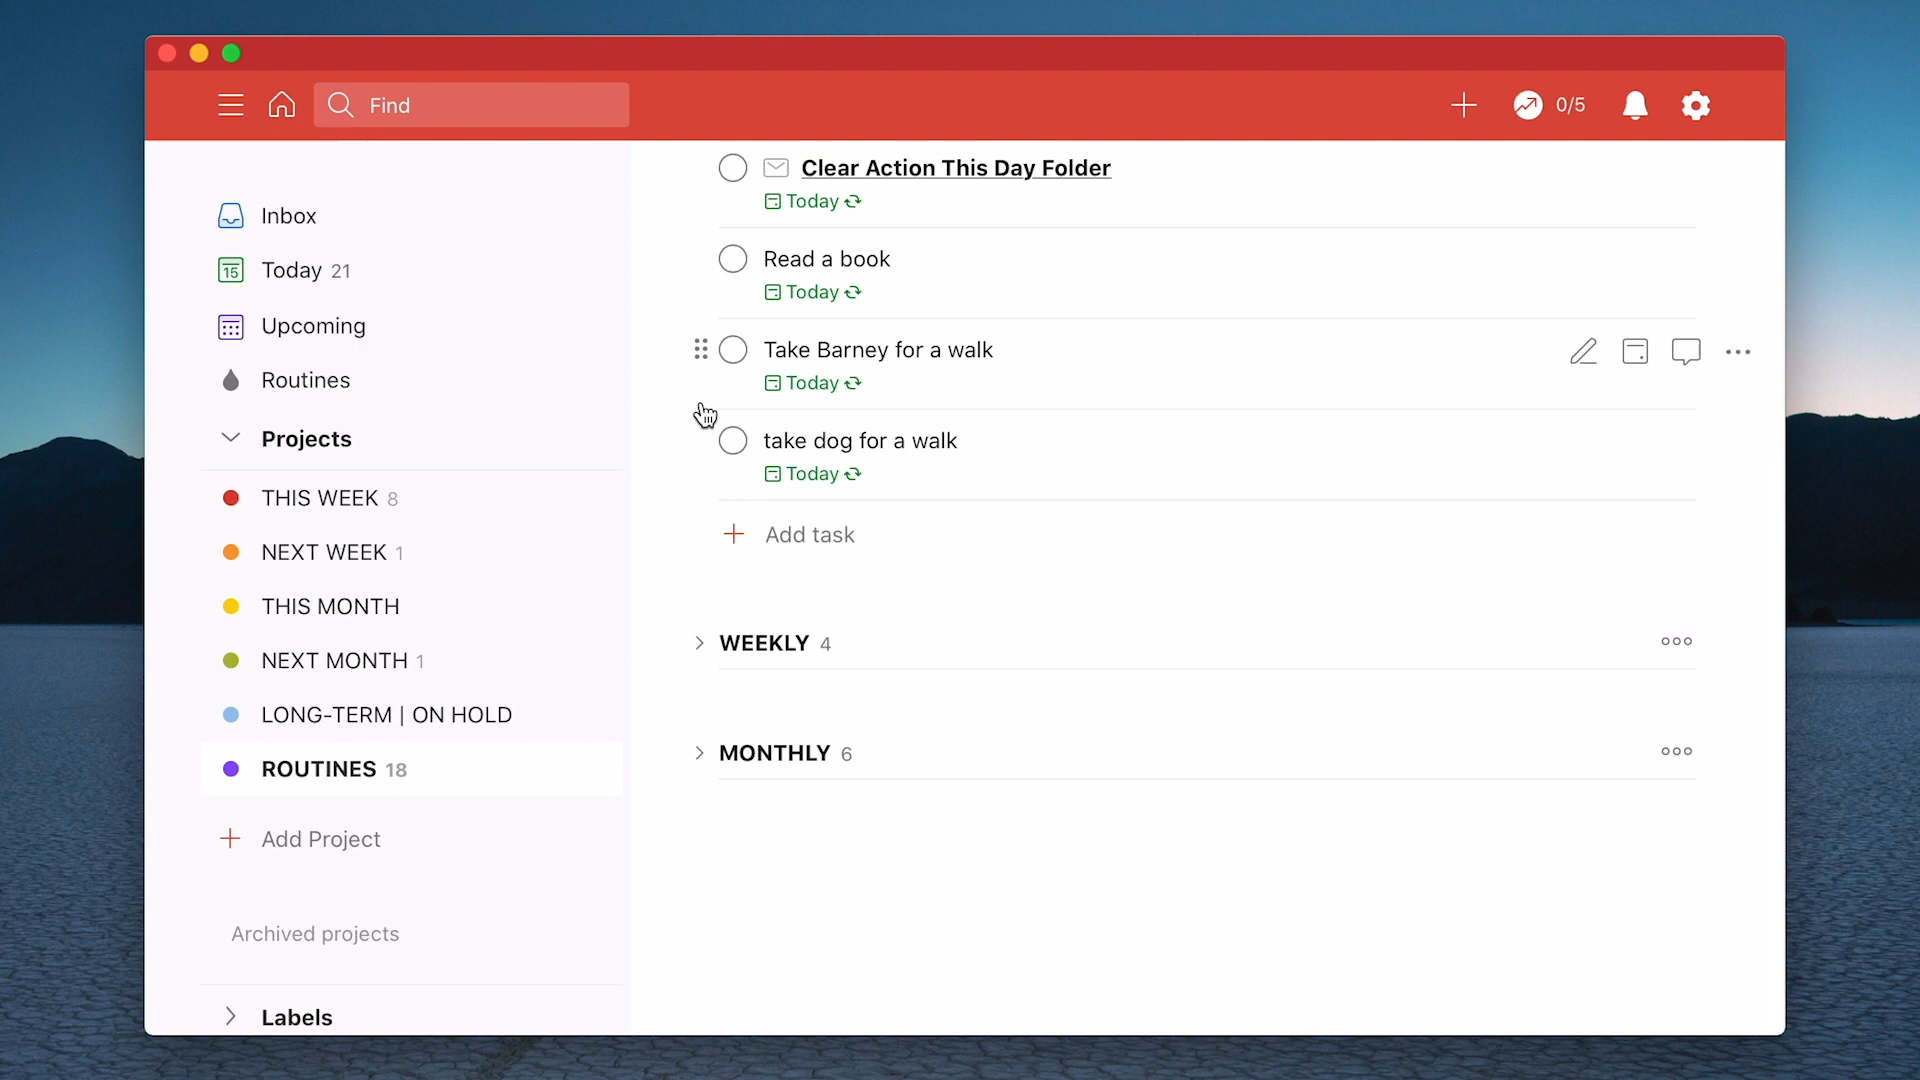 Find
0/5
Inbox
15
Today 21
Upcoming
Routines
Projects
THIS WEEK 8
NEXT WEEK 1
THIS MONTH
NEXT MONTH 1
LONG-TERM | ON HOLD
ROUTINES 18
Add Project
Archived projects
Labels
Clear Action This Day Folder
Today
Read a book
Today
Take Barney for a walk
Today
take dog for a walk
Today
Add task
WEEKLY 4
MONTHLY 6